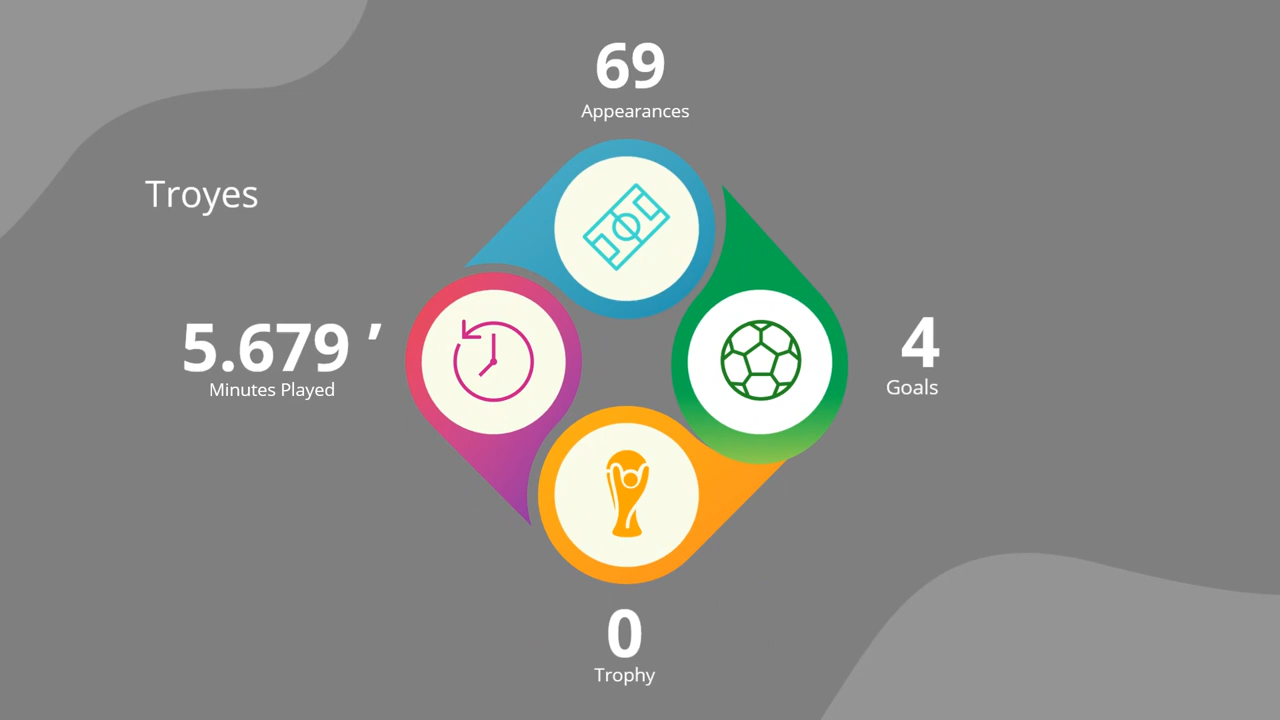 69
Appearances
Troyes
5.679 ’
Minutes Played
4
Goals
0
Trophy